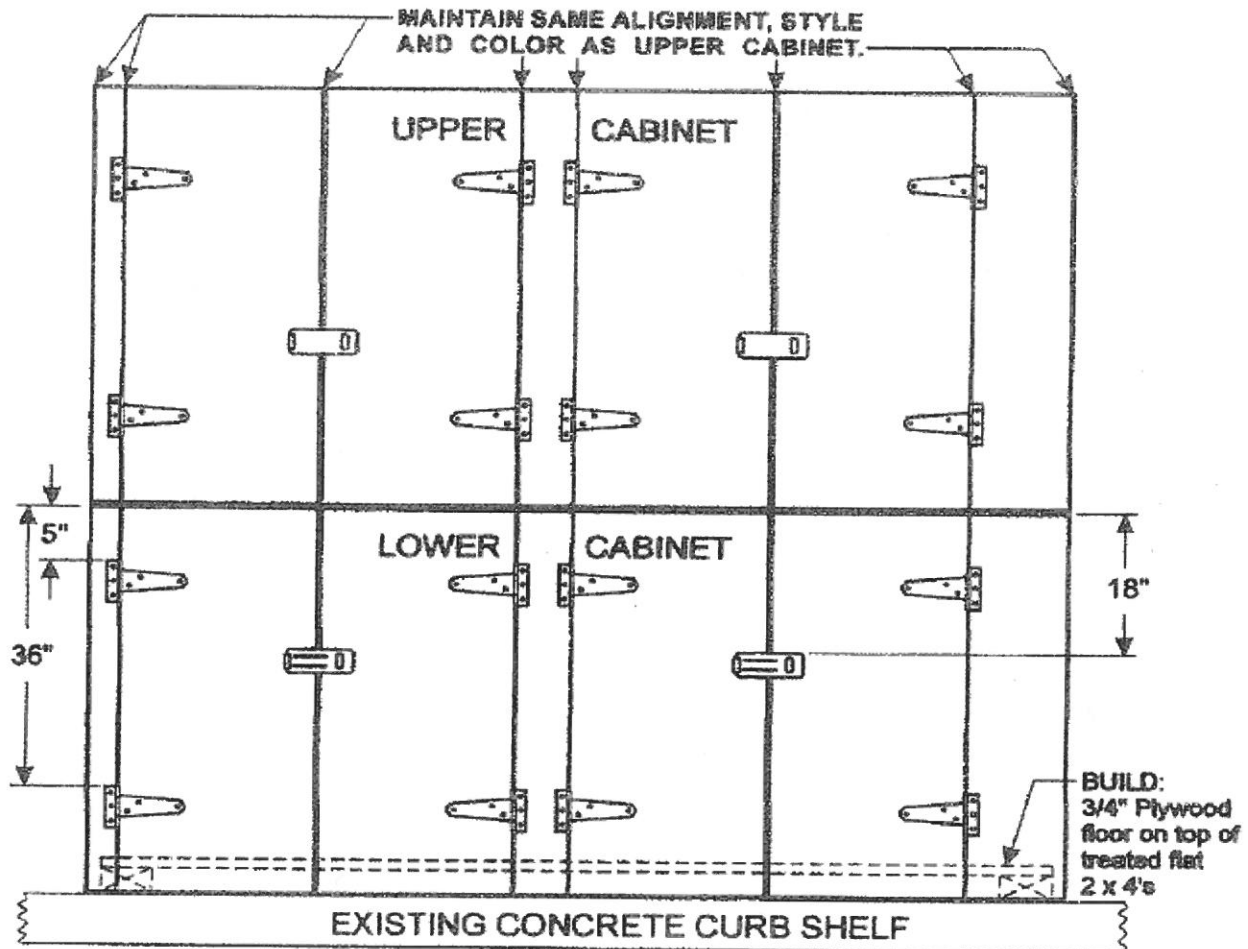 MAINTAIN SAME ALIGNMENT, STYLE
AND COLOR AS UPPER CABINET.
UPPER CABINET
5"
LOWER CABINET
18"
36"
BUILD:
3/4" Plywood
floor on top of
treated flat
2 x 4's
EXISTING CONCRETE CURB SHELF